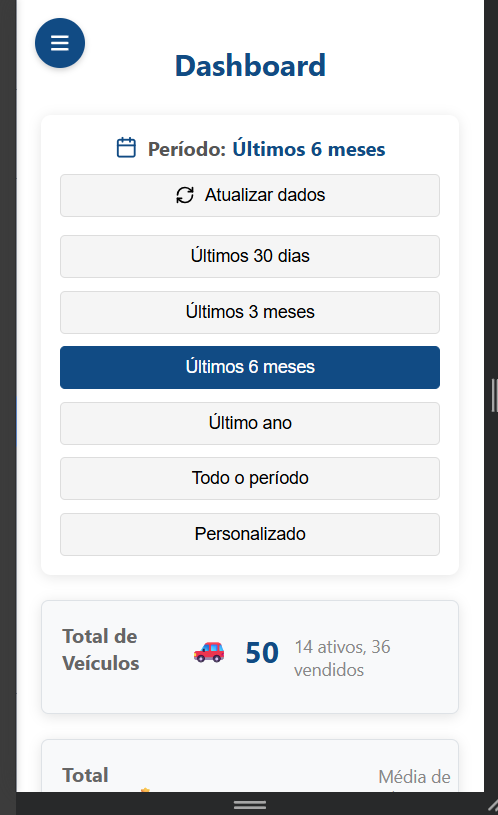 Dashboard
Período: Últimos 6 meses
Atualizar dados
Últimos 30 dias
Últimos 3 meses
Últimos 6 meses
Último ano
Todo o período
Personalizado
Total de
Veículos
50
14 ativos, 36
vendidos
Total
Média de